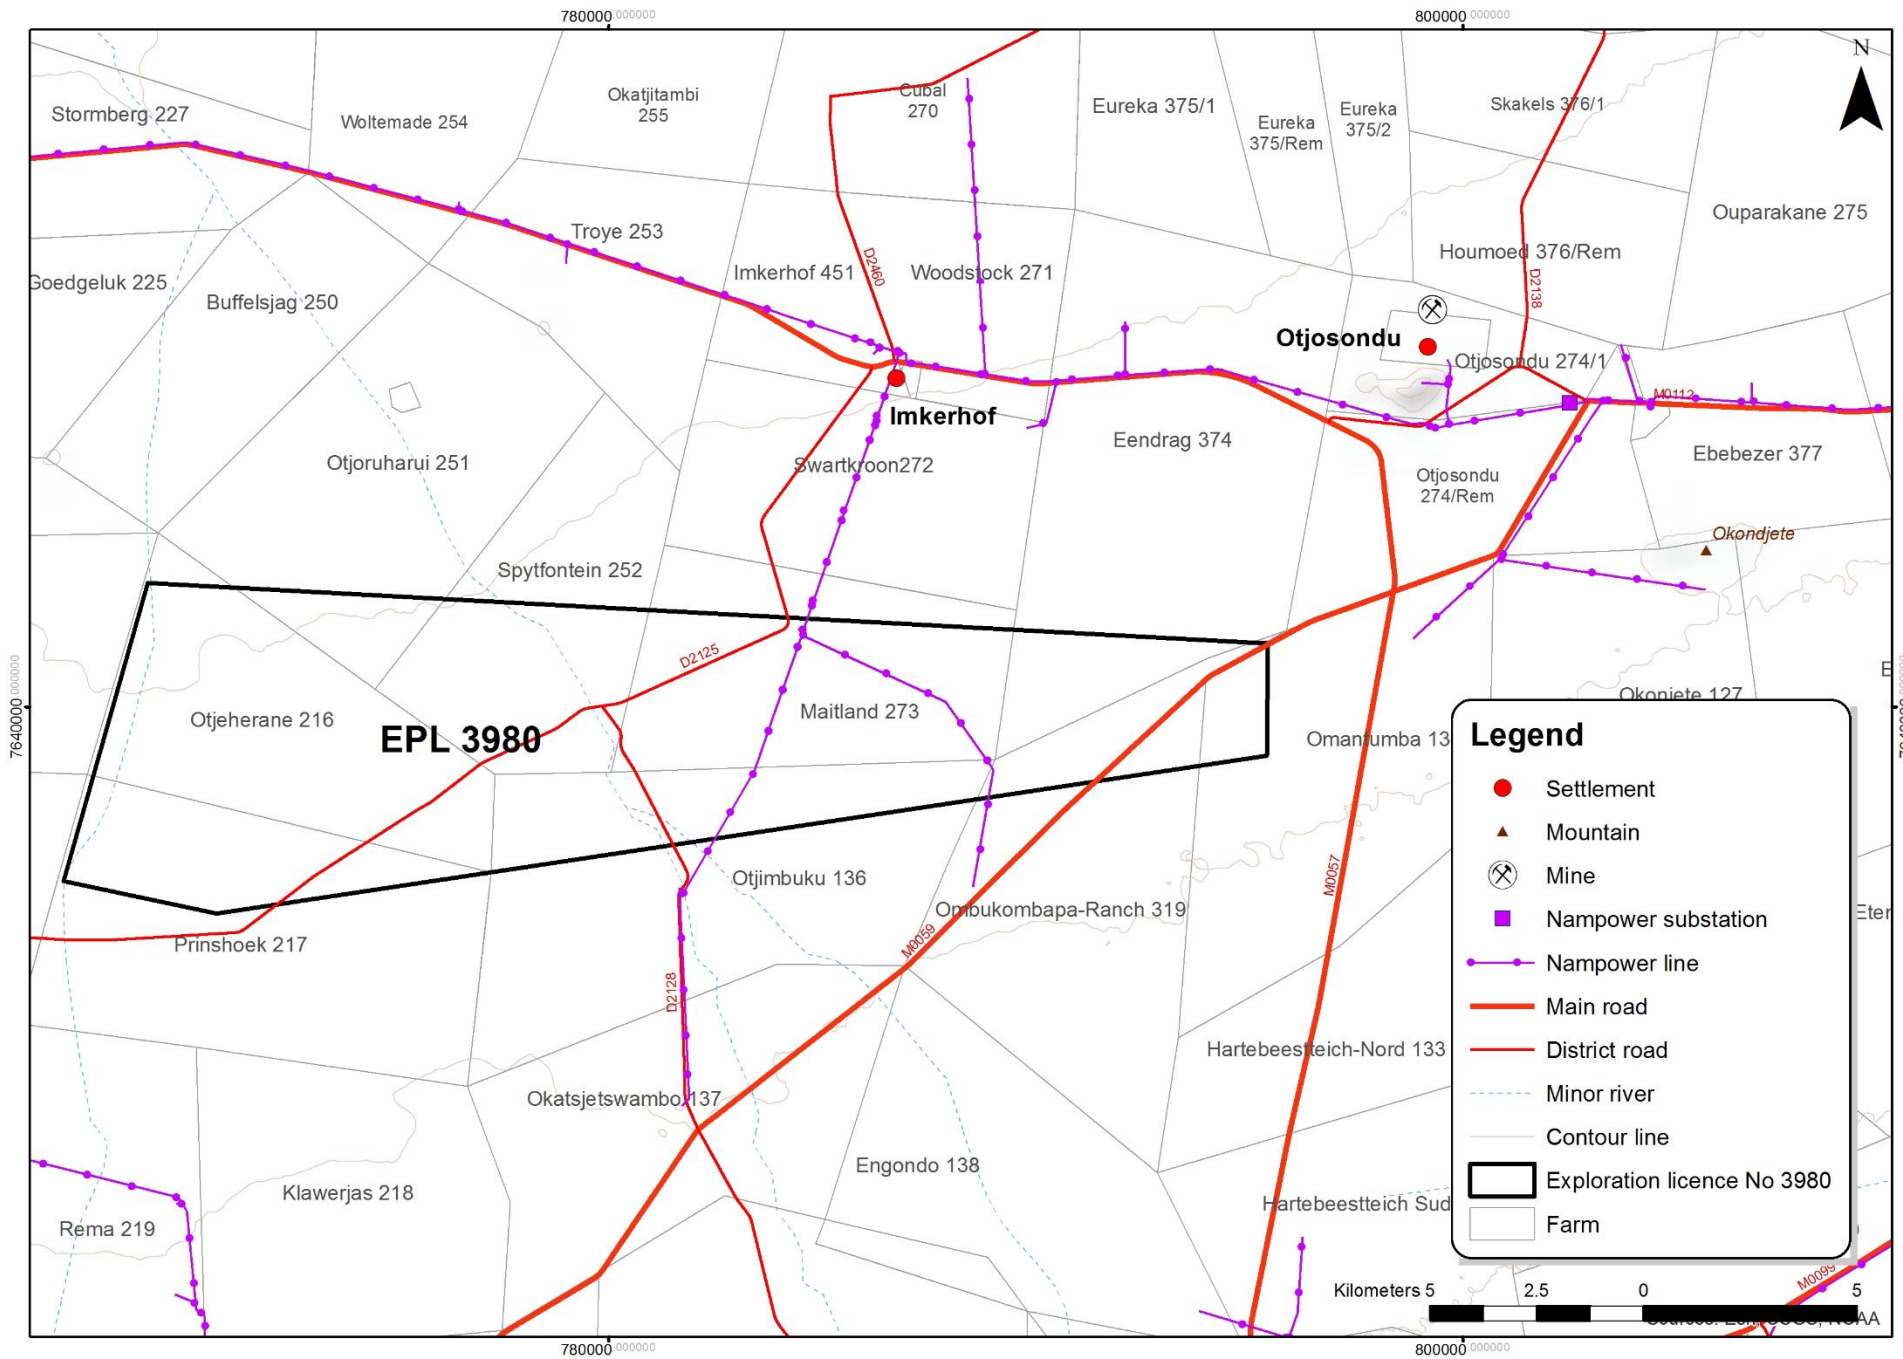 780000.000000
800000.000000
N
Stormberg 227
Woltemade 254
Okatjitambi
255
Cubal
270
Eureka 375/1
Eureka
375/Rem
Eureka
375/2
Skakels 376/1
Ouparakane 275
Troye 253
Goedgeluk 225
Buffelsjag 250
Imkerhof 451
D2460
Woodstock 271
Houmoed 376/Rem
D2138
Otjosondu
Otjosondu 274/1
M0112
Imkerhof
Otjoruharui 251
Swartkroon272
Eendrag 374
Otjosondu
274/Rem
Ebebezer 377
Okondjete
Spytfontein 252
D2125
7640000.000000
Otjeherane 216
EPL 3980
Maitland 273
Omantumba 13
Okonjete 127
E
Otjimbuku 136
Ombukombapa-Ranch 319
M0059
M0057
Eter
Prinshoek 217
D2128
Hartebeestteich-Nord 133
Okatsjetswambo 137
Engondo 138
Klawerjas 218
Rema 219
Hartebeestteich Sud
M0099
Legend
Settlement
Mountain
Mine
Nampower substation
Nampower line
Main road
District road
Minor river
Contour line
Exploration licence No 3980
Farm
Kilometers 5 2.5 0 5
780000.000000
800000.000000